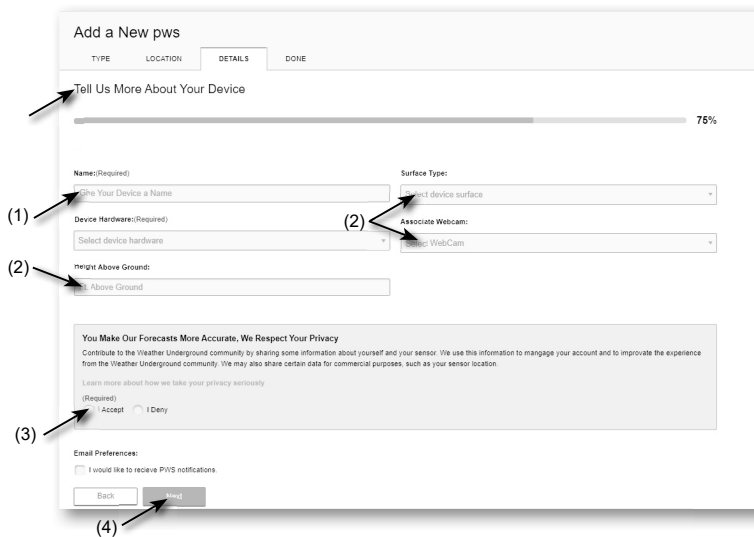 Add a New pws
TYPE LOCATION DETAILS DONE
Tell Us More About Your Device
75%
Name:(Required)
Give Your Device a Name
(1)
Surface Type:
Select device surface
(2)
Device Hardware:(Required)
Select device hardware
Associate Webcam:
Select WebCam
(2)
Height Above Ground:
Ft. Above Ground
You Make Our Forecasts More Accurate, We Respect Your Privacy
Contribute to the Weather Underground community by sharing some information about yourself and your sensor. We use this information to mangage your account and to improvate the experience
from the Weather Underground community. We may also share certain data for commercial purposes, such as your sensor location.
Learn more about how we take your privacy seriously
(Required)
I Accept I Deny
(3)
Email Preferences:
I would like to recieve PWS notifications.
Back Next
(4)